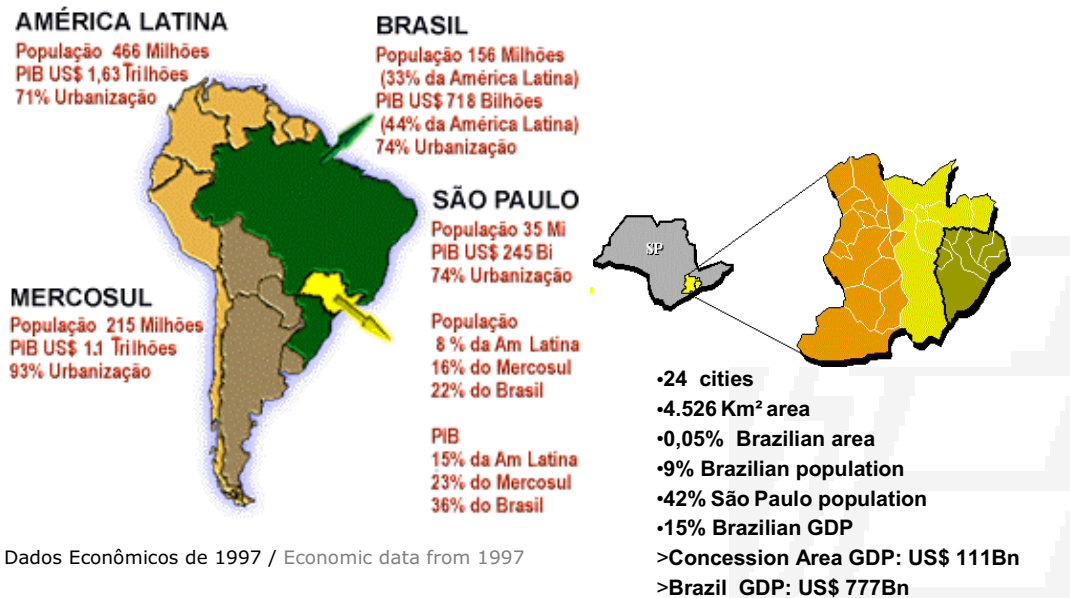 AMÉRICA LATINA
População 466 Milhões
PIB US$ 1,63 Trilhões
71% Urbanização
BRASIL
População 156 Milhões
(33% da América Latina)
PIB US$ 718 Bilhões
(44% da América Latina)
74% Urbanização
SÃO PAULO
População 35 Mi
PIB US$ 245 Bi
74% Urbanização
População
8 % da Am Latina
16% do Mercosul
22% do Brasil
PIB
15% da Am Latina
23% do Mercosul
36% do Brasil
MERCOSUL
População 215 Milhões
PIB US$ 1.1 Trilhões
93% Urbanização
Dados Econômicos de 1997 / Economic data from 1997
SP
•24 cities
•4.526 Km² area
•0,05% Brazilian area
•9% Brazilian population
•42% São Paulo population
•15% Brazilian GDP
>Concession Area GDP: US$ 111Bn
>Brazil GDP: US$ 777Bn